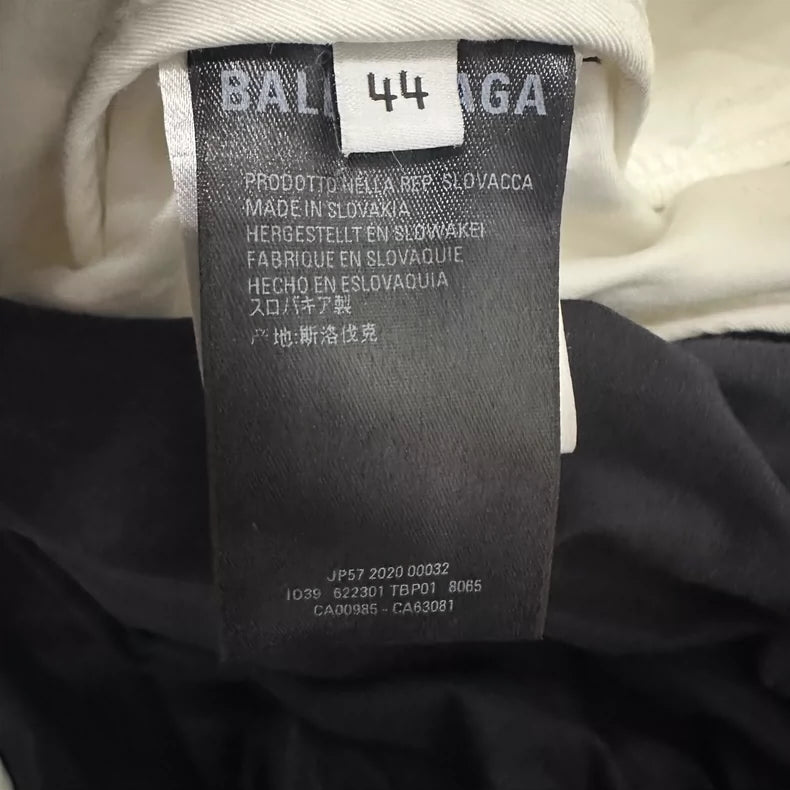 BAL AGA
44
PRODOTTO NELLA REP. SLOVACCA
MADE IN SLOVAKIA
HERGESTELLT EN SLOWAKEI
FABRIQUE EN SLOVAQUIE
HECHO EN ESLOVAQUIA
スロバキア製
产地:斯洛伐克
JP57 2020 00032
IO39 622301 TBP01 8065
CA00985 - CA63081